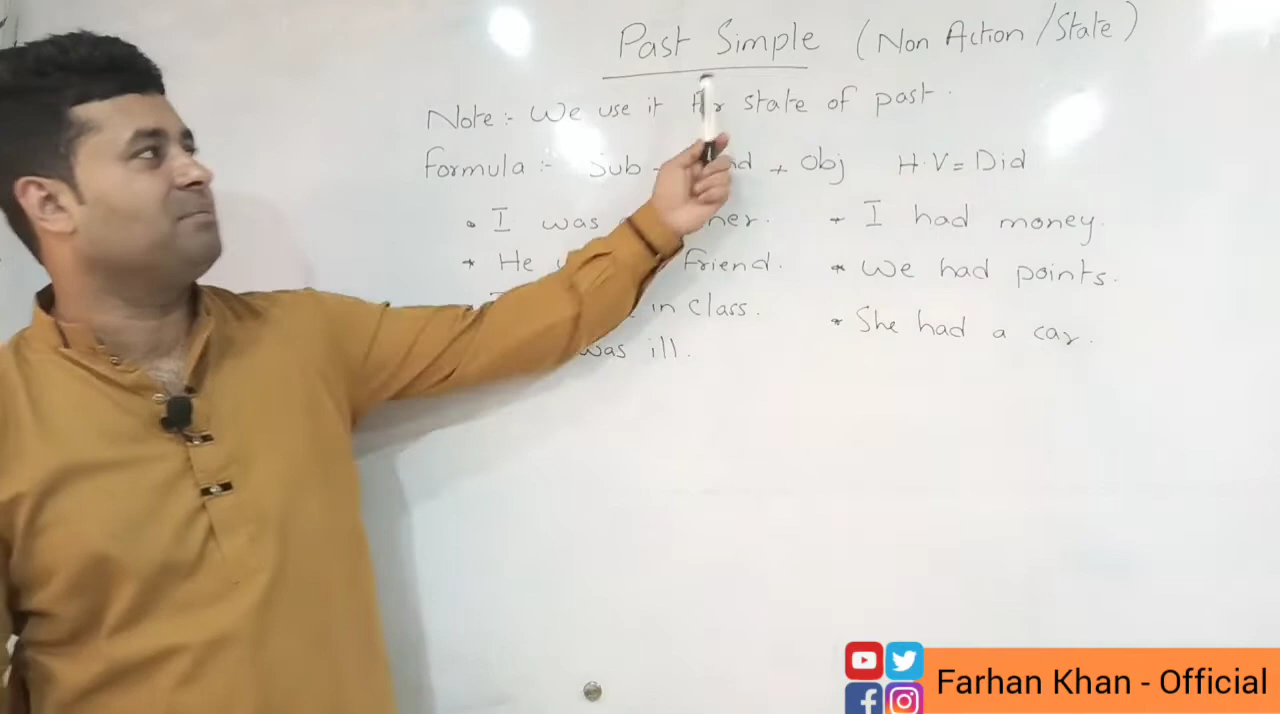 Past Simple (Non Action/State)
Note:- We use it for state of past.
Formula:- Sub + + Obj H.V = Did
• I was
* He friend.
in class.
was ill.
* I had money.
* We had points.
* She had a car.
Farhan Khan - Official